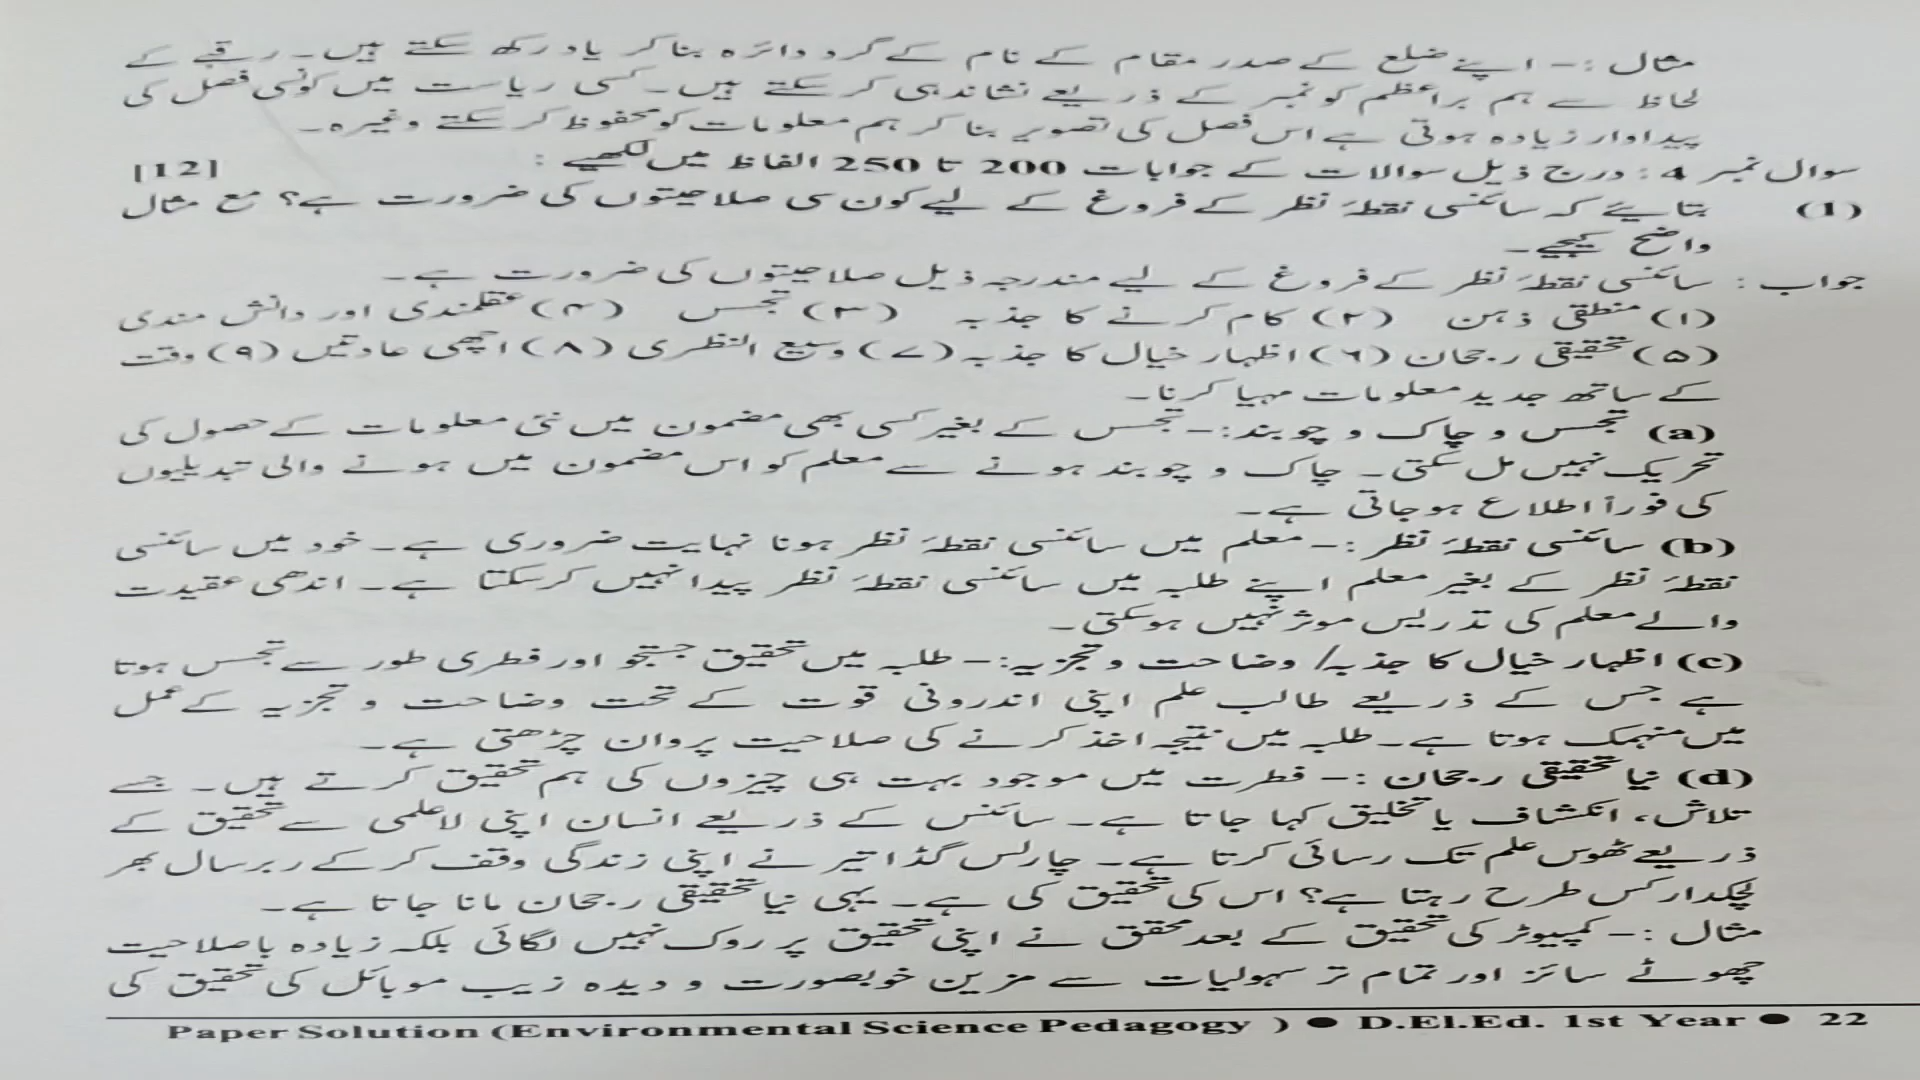 مثال :- اپنے ضلع کے صدر مقام کے نام کے گرد دائرہ بنا کر یاد رکھ سکتے ہیں۔ رقبے کے
لحاظ سے ہم براعظم کو نمبر کے ذریعے نشاندہی کر سکتے ہیں۔ کسی ریاست میں کونسی فصل کی
پیداوار زیادہ ہوتی ہے اس فصل کی تصویر بنا کر ہم معلومات کو محفوظ کر سکتے وغیرہ۔
سوال نمبر 4 : درج ذیل سوالات کے جوابات 200 تا 250 الفاظ میں لکھیے : [12]
(1) بتایئے کہ سائنسی نقطۂ نظر کے فروغ کے لیے کون سی صلاحیتوں کی ضرورت ہے؟ مع مثال
واضح کیجیے۔
جواب : سائنسی نقطۂ نظر کے فروغ کے لیے مندرجہ ذیل صلاحیتوں کی ضرورت ہے۔
(۱) منطقی ذہن (۲) کام کرنے کا جذبہ (۳) تجسس (۴) عقلمندی اور دانش مندی
(۵) تحقیقی رجحان (۶) اظہار خیال کا جذبہ (۷) وسیع النظری (۸) اچھی عادتیں (۹) وقت
کے ساتھ جدید معلومات مہیا کرنا۔
(a) تجسس و چاک و چوبند:- تجسس کے بغیر کسی بھی مضمون میں نئی معلومات کے حصول کی
تحریک نہیں مل سکتی۔ چاک و چوبند ہونے سے معلم کو اس مضمون میں ہونے والی تبدیلیوں
کی فوراً اطلاع ہو جاتی ہے۔
(b) سائنسی نقطۂ نظر :- معلم میں سائنسی نقطۂ نظر ہونا نہایت ضروری ہے۔ خود میں سائنسی
نقطۂ نظر کے بغیر معلم اپنے طلبہ میں سائنسی نقطۂ نظر پیدا نہیں کر سکتا ہے۔ اندھی عقیدت
والے معلم کی تدریس موثر نہیں ہو سکتی۔
(c) اظہار خیال کا جذبہ/ وضاحت و تجزیہ:- طلبہ میں تحقیق جستجو اور فطری طور سے تجسس ہوتا
ہے جس کے ذریعے طالب علم اپنی اندرونی قوت کے تحت وضاحت و تجزیہ کے عمل
میں منہمک ہوتا ہے۔ طلبہ میں نتیجہ اخذ کرنے کی صلاحیت پروان چڑھتی ہے۔
(d) نیا تحقیقی رجحان :- فطرت میں موجود بہت ہی چیزوں کی ہم تحقیق کرتے ہیں۔ جسے
تلاش، انکشاف یا تخلیق کہا جاتا ہے۔ سائنس کے ذریعے انسان اپنی لاعلمی سے تحقیق کے
ذریعے ٹھوس علم تک رسائی کرتا ہے۔ چارلس گڈائیر نے اپنی زندگی وقف کر کے ربر سال بھر
لچکدار کس طرح رہتا ہے؟ اس کی تحقیق کی ہے۔ یہی نیا تحقیقی رجحان مانا جاتا ہے۔
مثال :- کمپیوٹر کی تحقیق کے بعد محقق نے اپنی تحقیق پر روک نہیں لگائی بلکہ زیادہ باصلاحیت
چھوٹے سائز اور تمام تر سہولیات سے مزین خوبصورت و دیدہ زیب موبائل کی تحقیق کی
Paper Solution (Environmental Science Pedagogy ) ● D.El.Ed. 1st Year ● 22